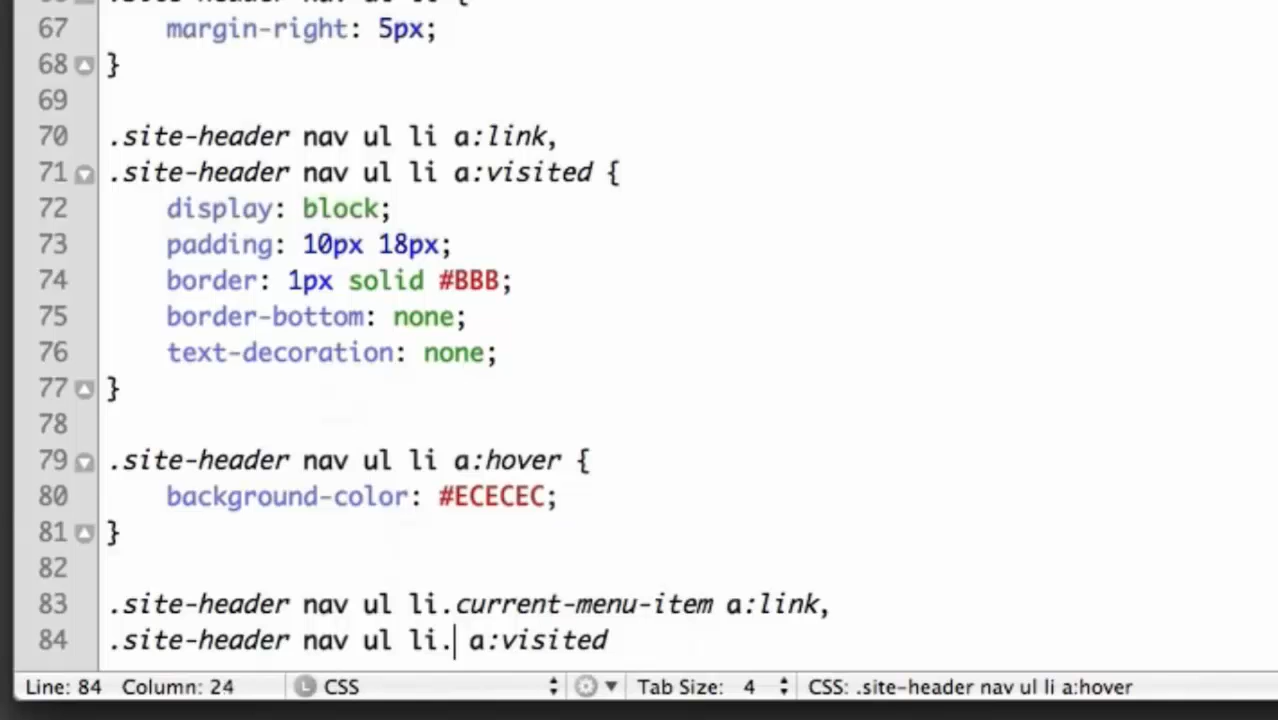 67 margin-right: 5px;
68 }
69
70 .site-header nav ul li a:link,
71 .site-header nav ul li a:visited {
72 display: block;
73 padding: 10px 18px;
74 border: 1px solid #BBB;
75 border-bottom: none;
76 text-decoration: none;
77 }
78
79 .site-header nav ul li a:hover {
80 background-color: #ECECEC;
81 }
82
83 .site-header nav ul li.current-menu-item a:link,
84 .site-header nav ul li. a:visited
Line: 84 Column: 24 L CSS Tab Size: 4 CSS: .site-header nav ul li a:hover